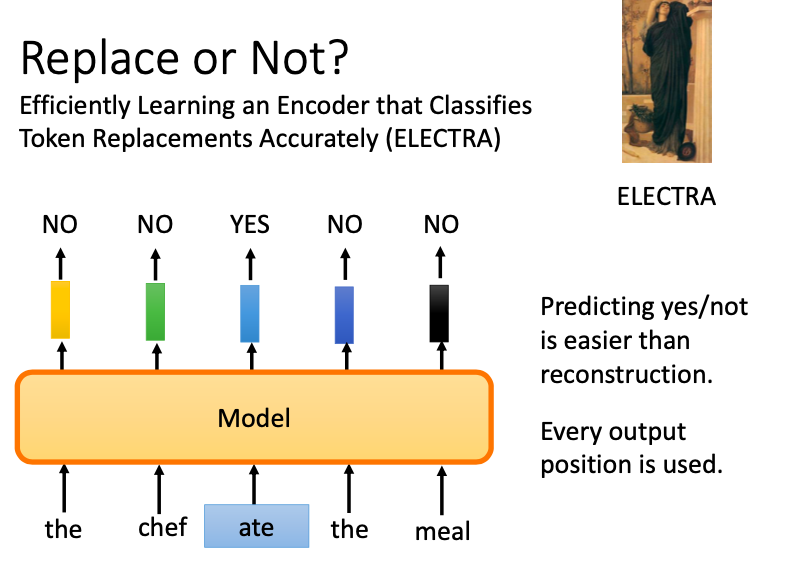 Replace or Not?
Efficiently Learning an Encoder that Classifies
Token Replacements Accurately (ELECTRA)
ELECTRA
NO NO YES NO NO
Predicting yes/not
is easier than
reconstruction.
Model
Every output
position is used.
the chef ate the meal